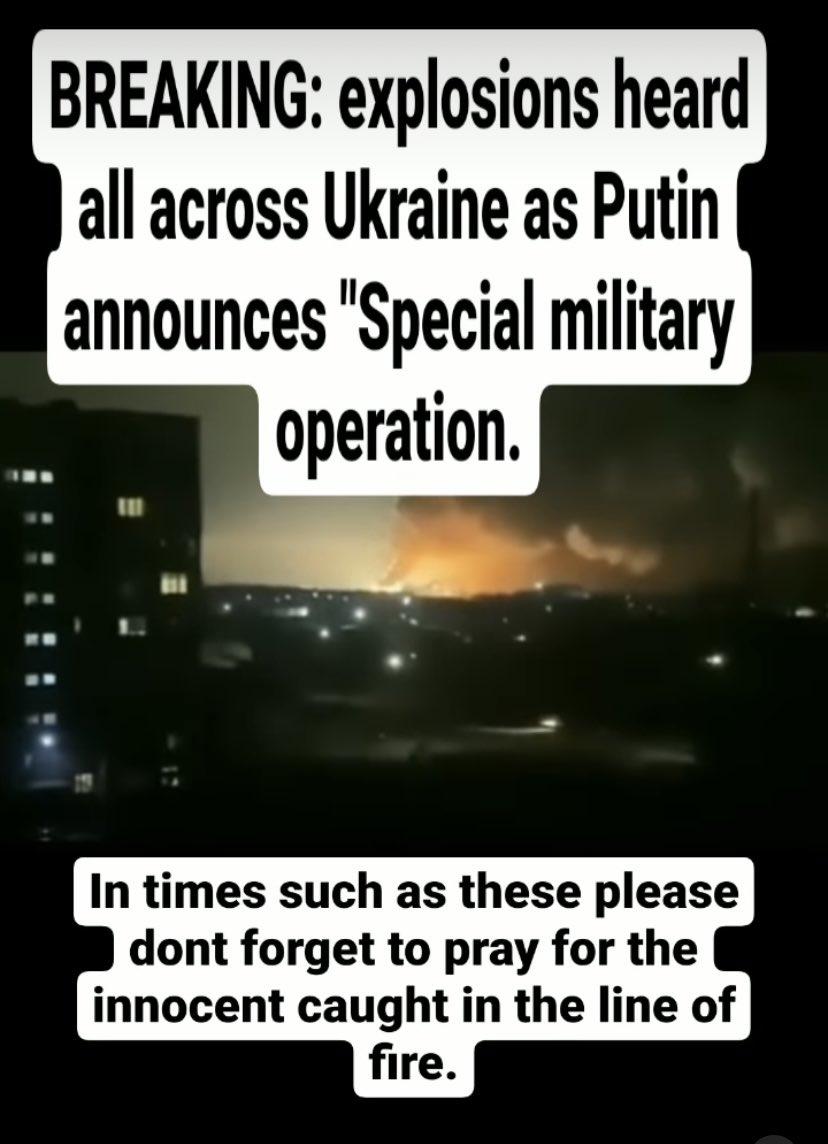 BREAKING: explosions heard
all across Ukraine as Putin
announces "Special military
operation.
In times such as these please
dont forget to pray for the
innocent caught in the line of
fire.